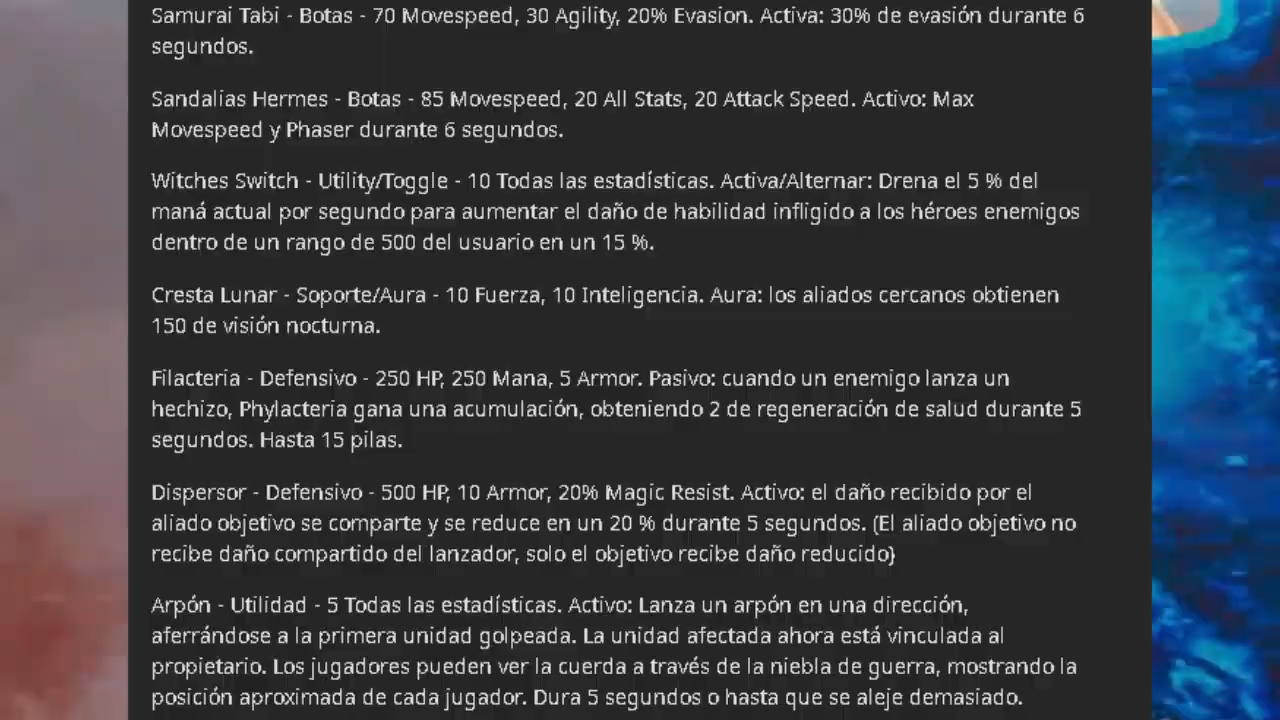 Samurai Tabi - Botas - 70 Movespeed, 30 Agility, 20% Evasion. Activa: 30% de evasión durante 6
segundos.
Sandalias Hermes - Botas - 85 Movespeed, 20 All Stats, 20 Attack Speed. Activo: Max
Movespeed y Phaser durante 6 segundos.
Witches Switch - Utility/Toggle - 10 Todas las estadísticas. Activa/Alternar: Drena el 5 % del
maná actual por segundo para aumentar el daño de habilidad infligido a los héroes enemigos
dentro de un rango de 500 del usuario en un 15 %.
Cresta Lunar - Soporte/Aura - 10 Fuerza, 10 Inteligencia. Aura: los aliados cercanos obtienen
150 de visión nocturna.
Filacteria - Defensivo - 250 HP, 250 Mana, 5 Armor. Pasivo: cuando un enemigo lanza un
hechizo, Phylacteria gana una acumulación, obteniendo 2 de regeneración de salud durante 5
segundos. Hasta 15 pilas.
Dispersor - Defensivo - 500 HP, 10 Armor, 20% Magic Resist. Activo: el daño recibido por el
aliado objetivo se comparte y se reduce en un 20 % durante 5 segundos. (El aliado objetivo no
recibe daño compartido del lanzador, solo el objetivo recibe daño reducido)
Arpón - Utilidad - 5 Todas las estadísticas. Activo: Lanza un arpón en una dirección,
aferrándose a la primera unidad golpeada. La unidad afectada ahora está vinculada al
propietario. Los jugadores pueden ver la cuerda a través de la niebla de guerra, mostrando la
posición aproximada de cada jugador. Dura 5 segundos o hasta que se aleje demasiado.